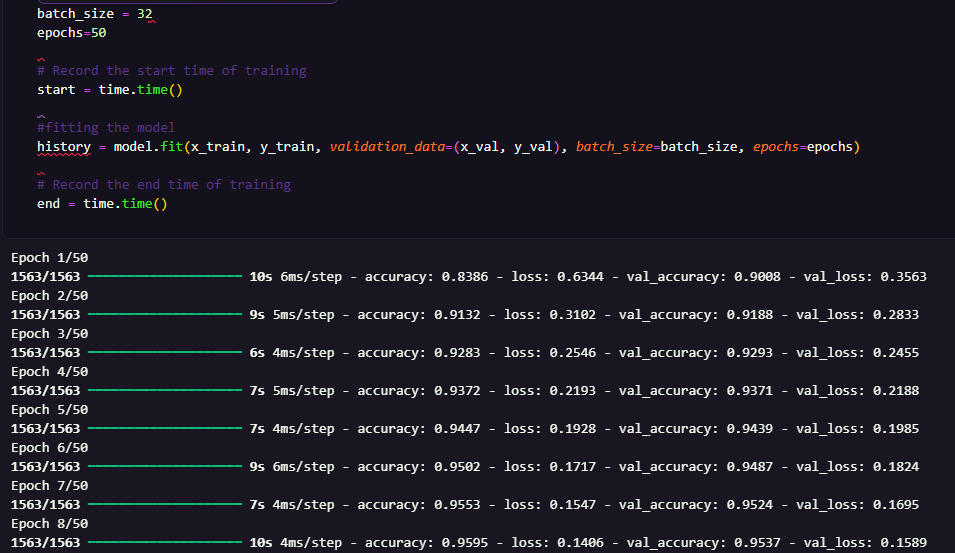 batch_size = 32
epochs=50
# Record the start time of training
start = time.time()
#fitting the model
history = model.fit(x_train, y_train, validation_data=(x_val, y_val), batch_size=batch_size, epochs=epochs)
# Record the end time of training
end = time.time()
Epoch 1/50
1563/1563 ━━━━━━━━━━━━━━━━━━━━ 10s 6ms/step - accuracy: 0.8386 - loss: 0.6344 - val_accuracy: 0.9008 - val_loss: 0.3563
Epoch 2/50
1563/1563 ━━━━━━━━━━━━━━━━━━━━ 9s 5ms/step - accuracy: 0.9132 - loss: 0.3102 - val_accuracy: 0.9188 - val_loss: 0.2833
Epoch 3/50
1563/1563 ━━━━━━━━━━━━━━━━━━━━ 6s 4ms/step - accuracy: 0.9283 - loss: 0.2546 - val_accuracy: 0.9293 - val_loss: 0.2455
Epoch 4/50
1563/1563 ━━━━━━━━━━━━━━━━━━━━ 7s 5ms/step - accuracy: 0.9372 - loss: 0.2193 - val_accuracy: 0.9371 - val_loss: 0.2188
Epoch 5/50
1563/1563 ━━━━━━━━━━━━━━━━━━━━ 7s 4ms/step - accuracy: 0.9447 - loss: 0.1928 - val_accuracy: 0.9439 - val_loss: 0.1985
Epoch 6/50
1563/1563 ━━━━━━━━━━━━━━━━━━━━ 9s 6ms/step - accuracy: 0.9502 - loss: 0.1717 - val_accuracy: 0.9487 - val_loss: 0.1824
Epoch 7/50
1563/1563 ━━━━━━━━━━━━━━━━━━━━ 7s 4ms/step - accuracy: 0.9553 - loss: 0.1547 - val_accuracy: 0.9524 - val_loss: 0.1695
Epoch 8/50
1563/1563 ━━━━━━━━━━━━━━━━━━━━ 10s 4ms/step - accuracy: 0.9595 - loss: 0.1406 - val_accuracy: 0.9537 - val_loss: 0.1589